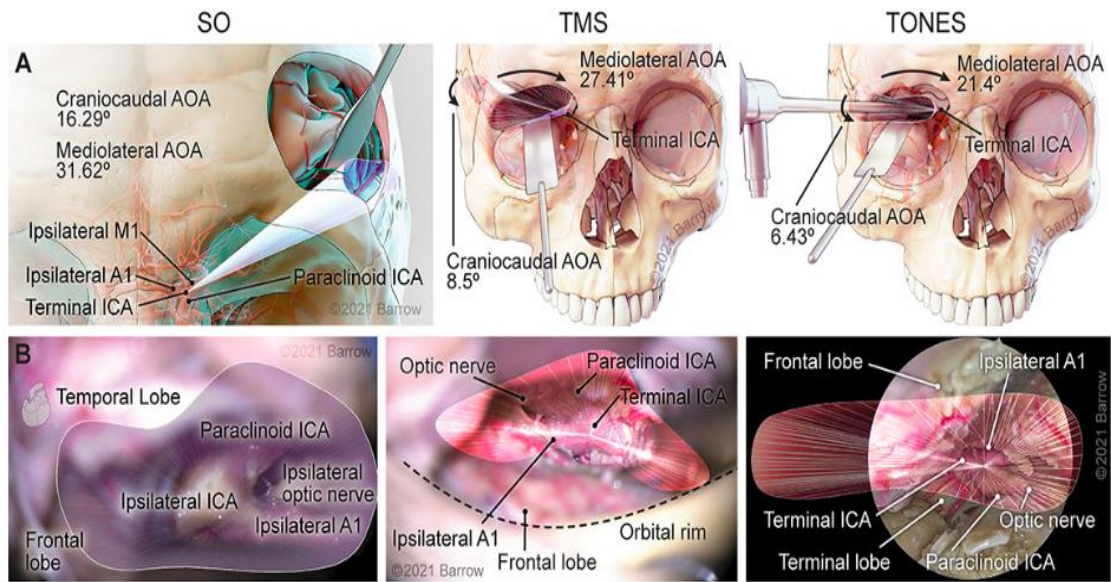 SO
TMS
TONES
A
Craniocaudal AOA
16.29º
Mediolateral AOA
31.62º
Ipsilateral M1
Ipsilateral A1
Terminal ICA
Paraclinoid ICA
©2021 Barrow
Mediolateral AOA
27.41º
Terminal ICA
Craniocaudal AOA
8.5º
©2021 Barrow
Mediolateral AOA
21.4º
Terminal ICA
Craniocaudal AOA
6.43º
©2021 Barrow
B
©2021 Barrow
Temporal Lobe
Paraclinoid ICA
Ipsilateral ICA
Ipsilateral
optic nerve
Ipsilateral A1
Frontal
lobe
Optic nerve
Paraclinoid ICA
Terminal ICA
Ipsilateral A1
Frontal lobe
Orbital rim
©2021 Barrow
Frontal lobe
Ipsilateral A1
Terminal ICA
Terminal lobe
Optic nerve
Paraclinoid ICA
©2021 Barrow